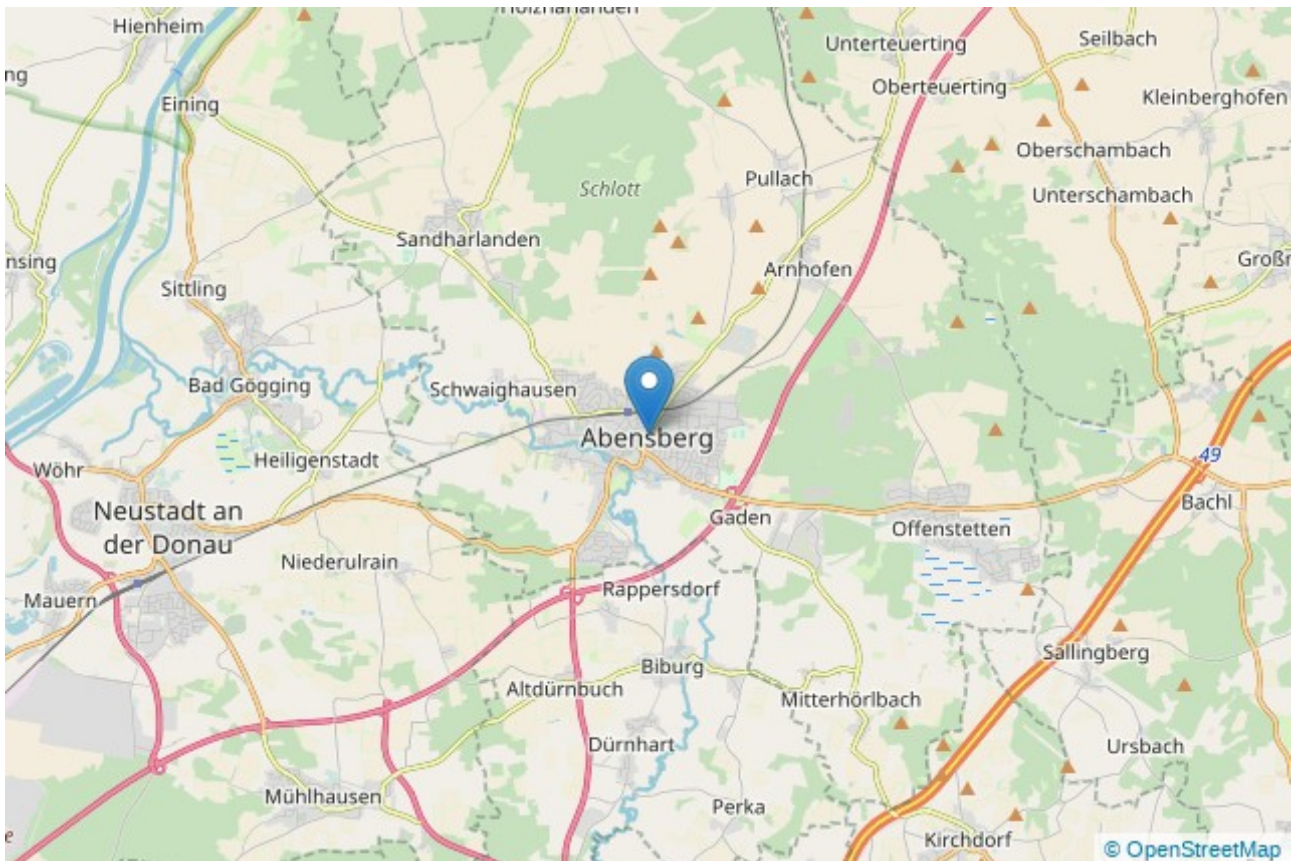 Hienheim
Unterteuerting
Seilbach
Oberteuerting
Kleinberghofen
Eining
Oberschambach
Pullach
Schlott
Unterschambach
Sandharlanden
Arnhofen
Sittling
Bad Gögging
Schwaighausen
Abensberg
Wöhr
Heiligenstadt
49
Bachl
Neustadt an
der Donau
Gaden
Offenstetten
Niederulrain
Mauern
Rappersdorf
Sallingberg
Biburg
Altdürnbuch
Mitterhörlbach
Dürnhart
Ursbach
Mühlhausen
Perka
Kirchdorf
© OpenStreetMap